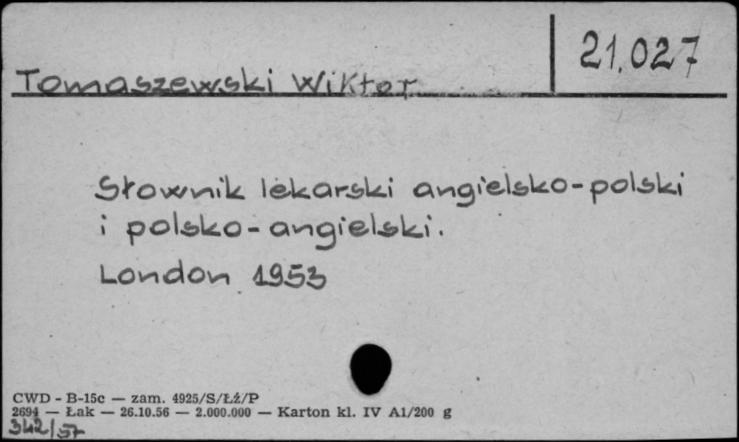 21.027
Tomaszewski Wiktor
Słownik lekarski angielsko-polski
i polsko-angielski.
London 1953
CWD - B-15c — zam. 4925/S/Łż/P
2694 — Łak — 26.10.56 — 2.000.000 — Karton kl. IV A1/200 g
342/57